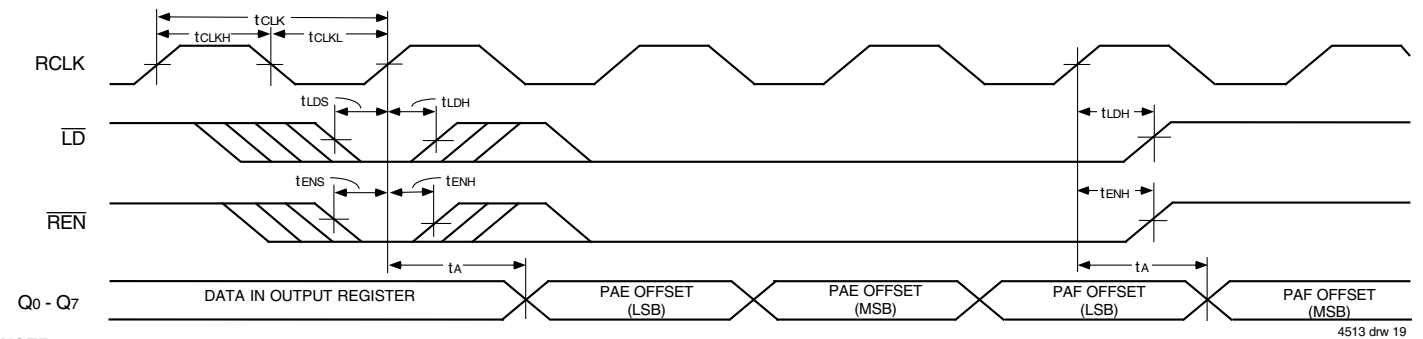 tCLK
tCLKH
tCLKL
RCLK
tLDS
tLDH
tLDH
LD
tENS
tENH
tENH
REN
tA
tA
Q0 - Q7
DATA IN OUTPUT REGISTER
PAE OFFSET
(LSB)
PAE OFFSET
(MSB)
PAF OFFSET
(LSB)
PAF OFFSET
(MSB)
4513 drw 19